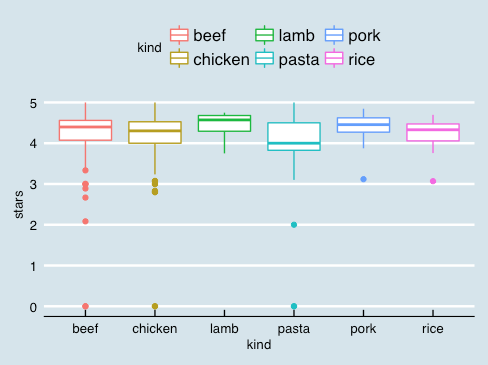 kind
beef
lamb
pork
chicken
pasta
rice
stars
5
4
3
2
1
0
beef
chicken
lamb
pasta
pork
rice
kind